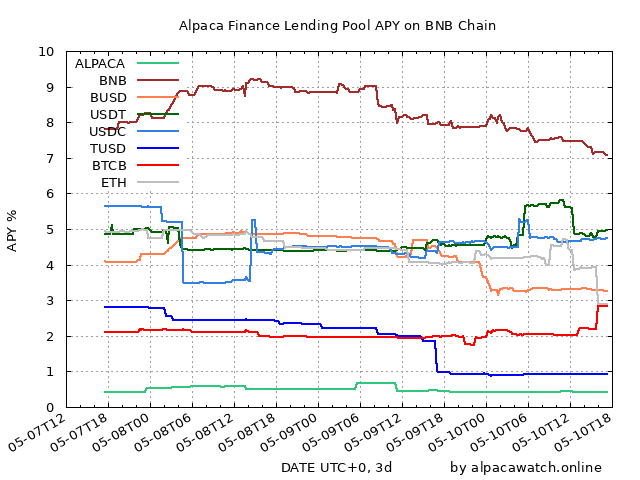 Alpaca Finance Lending Pool APY on BNB Chain
10
9
8
7
6
5
4
3
2
1
0
APY %
ALPACA
BNB
BUSD
USDT
USDC
TUSD
BTCB
ETH
05-07T12
05-07T18
05-08T00
05-08T06
05-08T12
05-08T18
05-09T00
05-09T06
05-09T12
05-09T18
05-10T00
05-10T06
05-10T12
05-10T18
DATE UTC+0, 3d
by alpacawatch.online